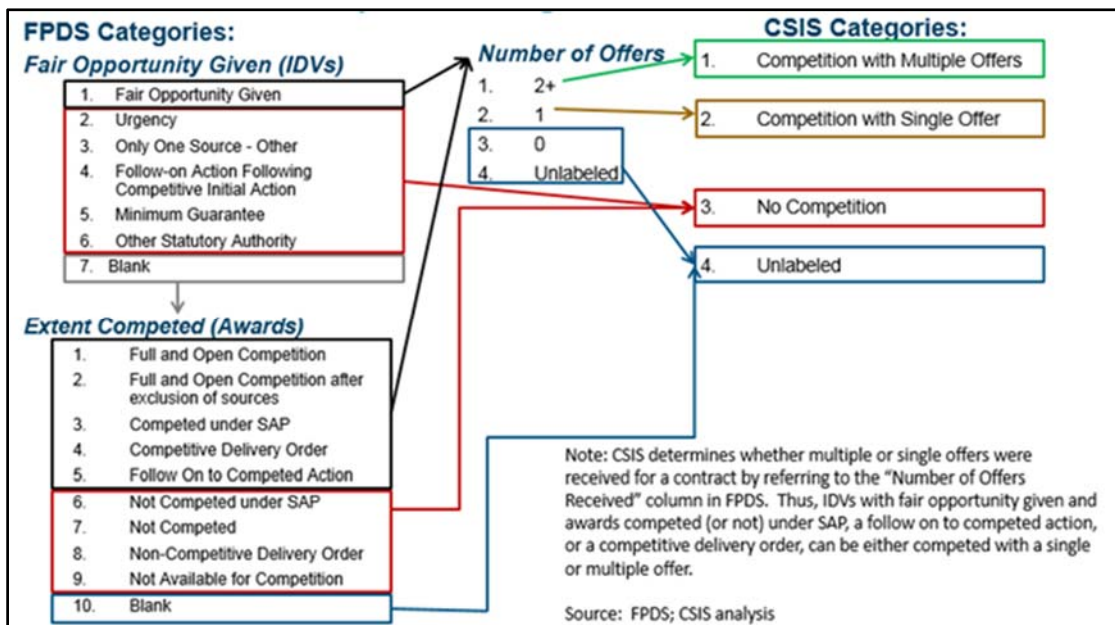 FPDS Categories:
Fair Opportunity Given (IDVs)
1. Fair Opportunity Given
2. Urgency
3. Only One Source - Other
4. Follow-on Action Following
Competitive Initial Action
5. Minimum Guarantee
6. Other Statutory Authority
7. Blank
Extent Competed (Awards)
1. Full and Open Competition
2. Full and Open Competition after
exclusion of sources
3. Competed under SAP
4. Competitive Delivery Order
5. Follow On to Competed Action
6. Not Competed under SAP
7. Not Competed
8. Non-Competitive Delivery Order
9. Not Available for Competition
10. Blank
Number of Offers
1. 2+
2. 1
3. 0
4. Unlabeled
CSIS Categories:
1. Competition with Multiple Offers
2. Competition with Single Offer
3. No Competition
4. Unlabeled
Note: CSIS determines whether multiple or single offers were
received for a contract by referring to the “Number of Offers
Received” column in FPDS. Thus, IDVs with fair opportunity given and
awards competed (or not) under SAP, a follow on to competed action,
or a competitive delivery order, can be either competed with a single
or multiple offer.
Source: FPDS; CSIS analysis